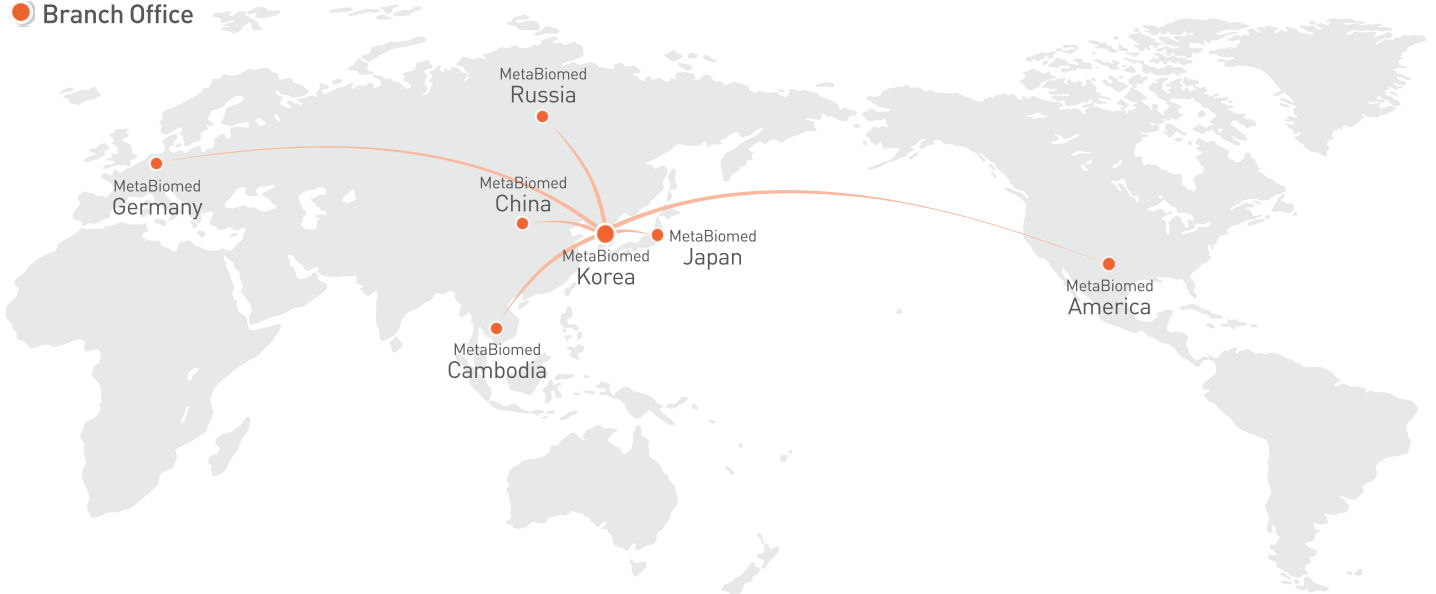 Branch Office
MetaBiomed
Russia
MetaBiomed
Germany
MetaBiomed
China
MetaBiomed
Japan
MetaBiomed
Korea
MetaBiomed
America
MetaBiomed
Cambodia